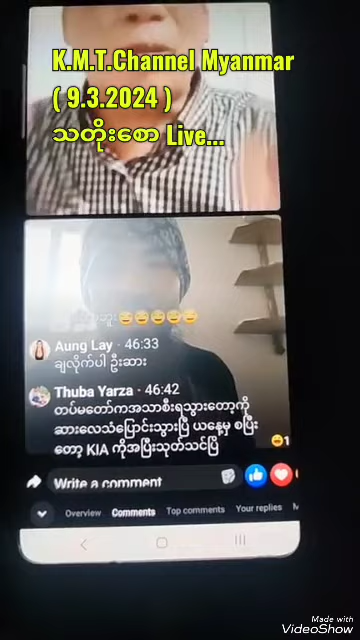 K.M.T.Channel Myanmar
( 9.3.2024 )
သတိုးစော Live...
Aung Lay · 46:33
ချလိုက်ပါ ဦးဆား
Thuba Yarza · 46:42
တပ်မတော်ကအသာစီးရသွားတော့ကို
ဆားလေသံပြောင်းသွားပြီ ယနေ့မှ စပြီး
တော့ KIA ကိုအပြီးသုတ်သင်ပြီ
😄1
Write a comment
Overview Comments Top comments Your replies
Made with
VideoShow